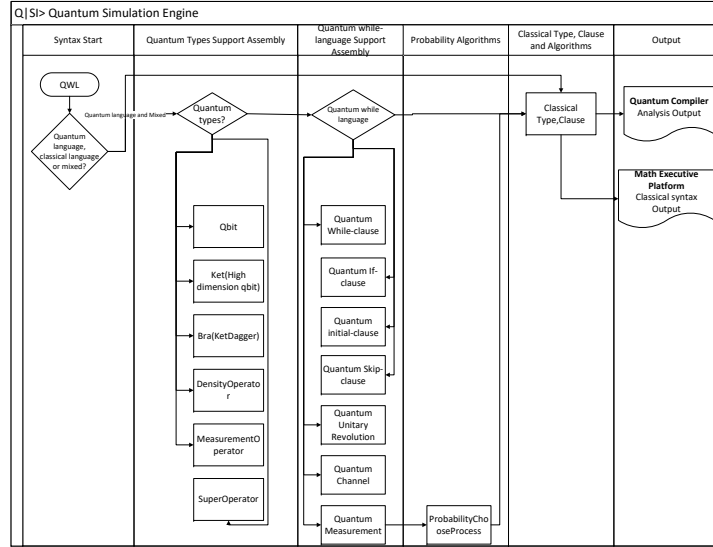 Q|SI> Quantum Simulation Engine
Syntax Start
Quantum Types Support Assembly
Quantum while-
language Support
Assembly
Probability Algorithms
Classical Type, Clause
and Algorithms
Output
QWL
Quantum
language,
classical language
or mixed?
Quantum language and Mixed
Quantum
types?
Quantum while
language
Classical
Type,Clause
Quantum Compiler
Analysis Output
Math Executive
Platform
Classical syntax
Output
Qbit
Ket(High
dimension qbit)
Bra(KetDagger)
DensityOperato
r
MeasurementO
perator
SuperOperator
Quantum
While-clause
Quantum If-
clause
Quantum
initial-clause
Quantum Skip-
clause
Quantum
Unitary
Revolution
Quantum
Channel
Quantum
Measurement
ProbabilityCho
oseProcess